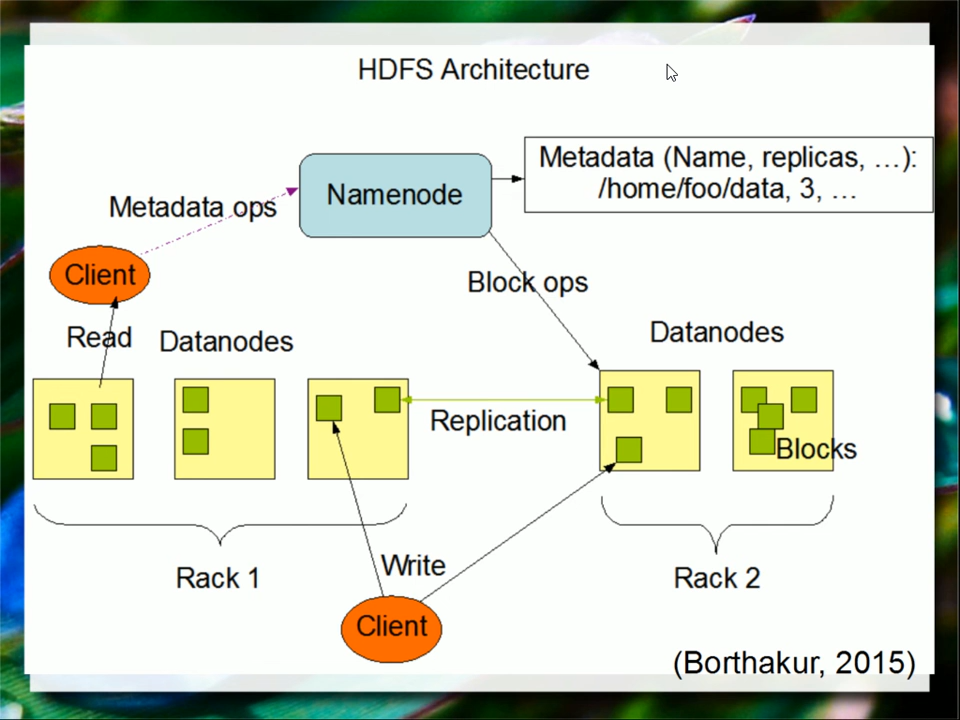 HDFS Architecture
Metadata (Name, replicas, …):
/home/foo/data, 3, …
Namenode
Metadata ops
Client
Block ops
Read
Datanodes
Datanodes
Replication
Blocks
Rack 1
Write
Rack 2
Client
(Borthakur, 2015)